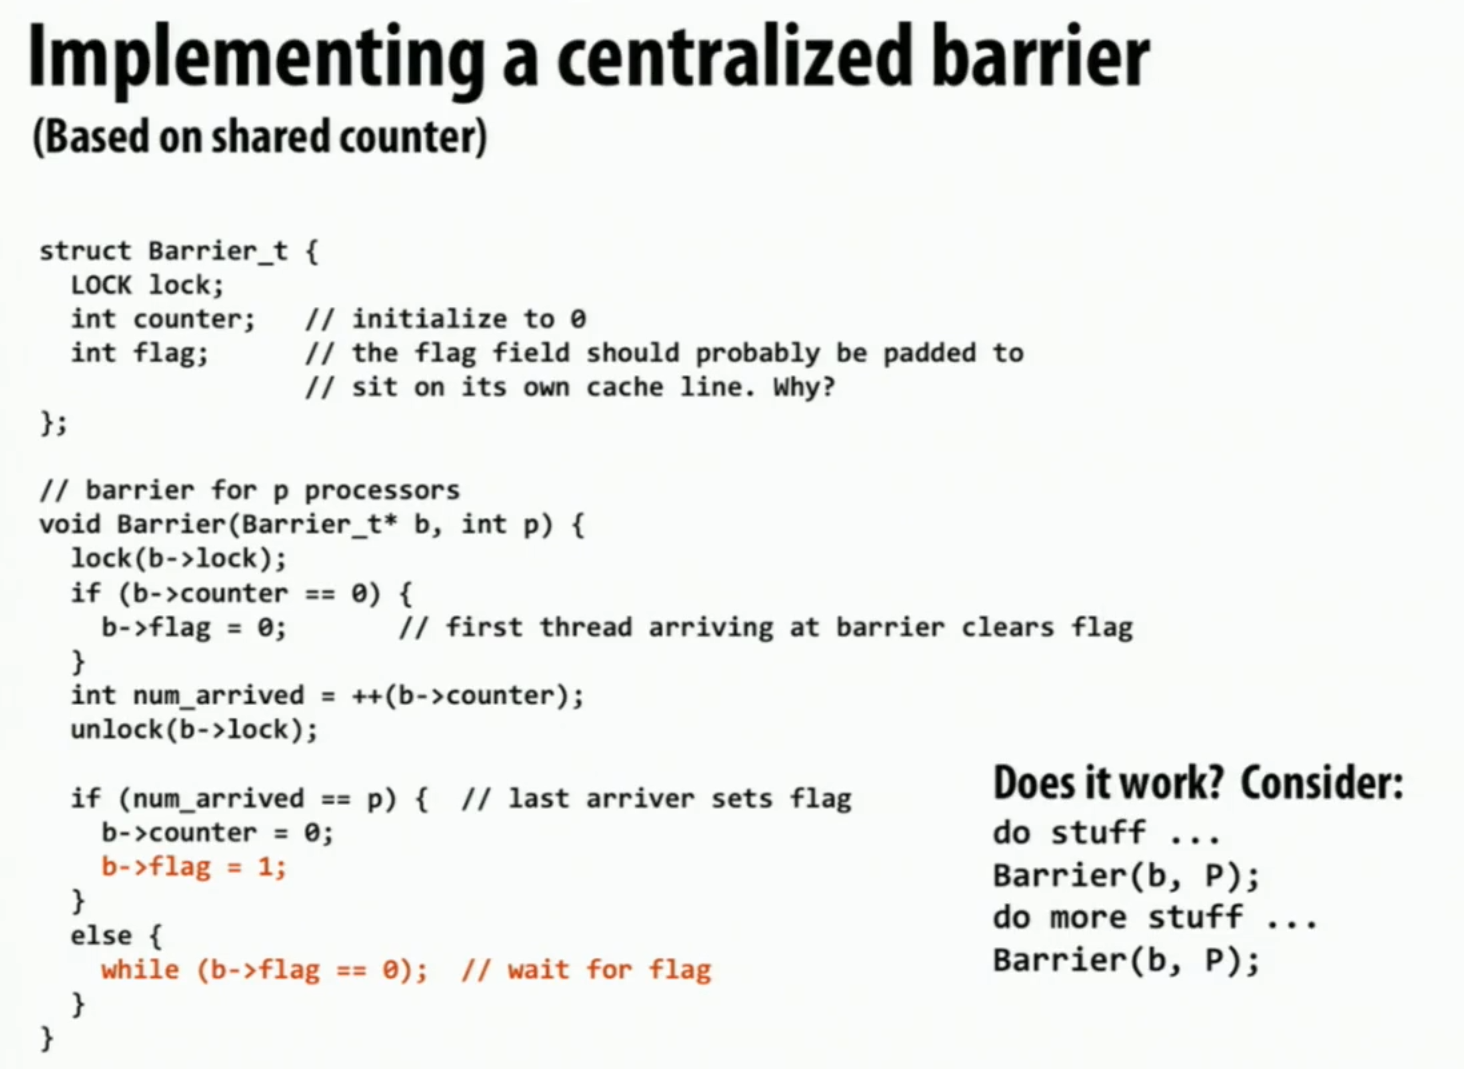 Implementing a centralized barrier
(Based on shared counter)
struct Barrier_t {
  LOCK lock;
  int counter;   // initialize to 0
  int flag;      // the flag field should probably be padded to
                 // sit on its own cache line. Why?
};
// barrier for p processors
void Barrier(Barrier_t* b, int p) {
  lock(b->lock);
  if (b->counter == 0) {
    b->flag = 0;       // first thread arriving at barrier clears flag
  }
  int num_arrived = ++(b->counter);
  unlock(b->lock);
  if (num_arrived == p) {  // last arriver sets flag
    b->counter = 0;
    b->flag = 1;
  }
  else {
    while (b->flag == 0);  // wait for flag
  }
}
Does it work?  Consider:
do stuff ...
Barrier(b, P);
do more stuff ...
Barrier(b, P);